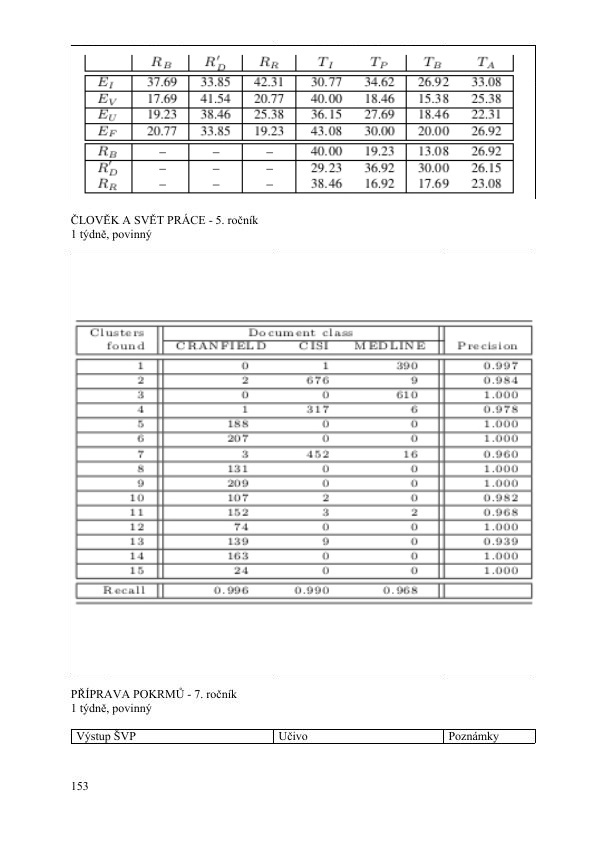 R_B R'_D R_R T_I T_P T_B T_A
E_I 37.69 33.85 42.31 30.77 34.62 26.92 33.08
E_V 17.69 41.54 20.77 40.00 18.46 15.38 25.38
E_U 19.23 38.46 25.38 36.15 27.69 18.46 22.31
E_F 20.77 33.85 19.23 43.08 30.00 20.00 26.92
R_B – – – 40.00 19.23 13.08 26.92
R'_D – – – 29.23 36.92 30.00 26.15
R_R – – – 38.46 16.92 17.69 23.08
ČLOVĚK A SVĚT PRÁCE - 5. ročník
1 týdně, povinný
Clusters Document class
found CRANFIELD CISI MEDLINE Precision
1 0 1 390 0.997
2 2 676 9 0.984
3 0 0 610 1.000
4 1 317 6 0.978
5 188 0 0 1.000
6 207 0 0 1.000
7 3 452 16 0.960
8 131 0 0 1.000
9 209 0 0 1.000
10 107 2 0 0.982
11 152 3 2 0.968
12 74 0 0 1.000
13 139 9 0 0.939
14 163 0 0 1.000
15 24 0 0 1.000
Recall 0.996 0.990 0.968
PŘÍPRAVA POKRMŮ - 7. ročník
1 týdně, povinný
Výstup ŠVP Učivo Poznámky
153